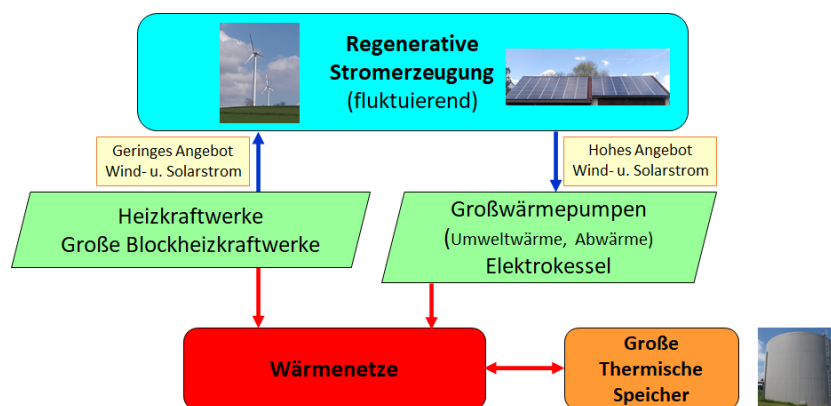 Regenerative
Stromerzeugung
(fluktuierend)
Geringes Angebot
Wind- u. Solarstrom
Hohes Angebot
Wind- u. Solarstrom
Heizkraftwerke
Große Blockheizkraftwerke
Großwärmepumpen
(Umweltwärme, Abwärme)
Elektrokessel
Wärmenetze
Große
Thermische
Speicher